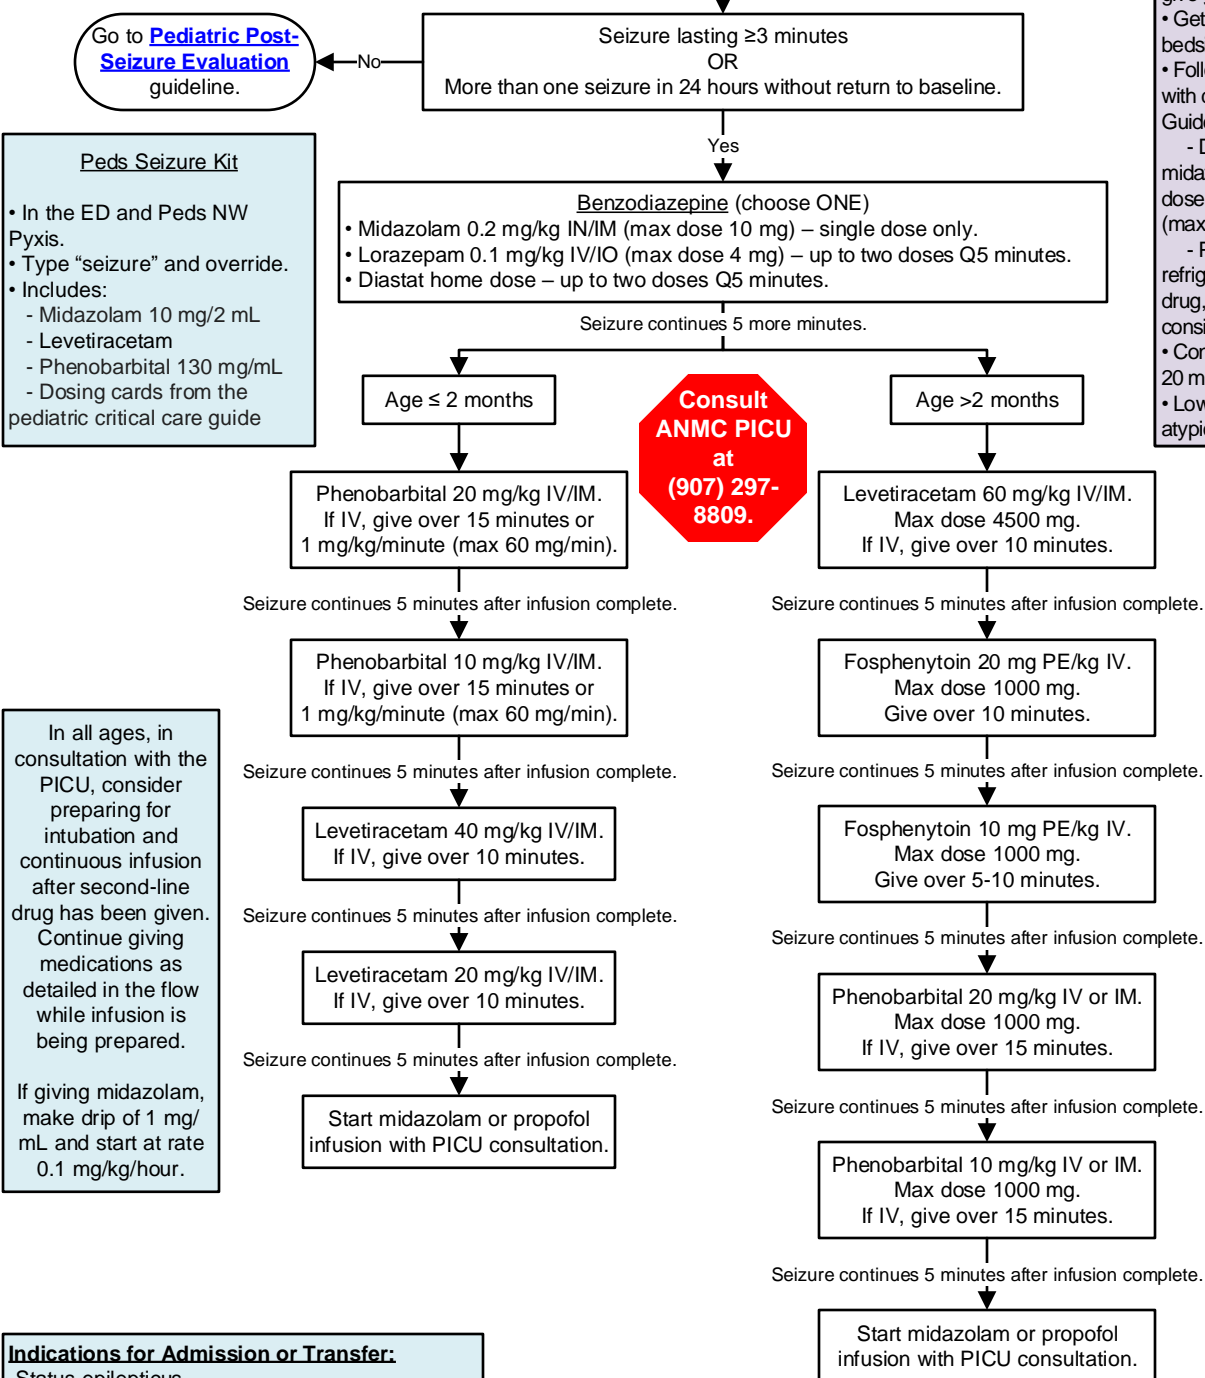 Go to Pediatric Post-
Seizure Evaluation
guideline.
No
Seizure lasting ≥3 minutes
OR
More than one seizure in 24 hours without return to baseline.
• Get
beds
• Follo
with c
Guide
- D
midaz
dose
(max
- P
refrig
drug,
consi
• Con
20 m
• Low
atypic
Yes
Peds Seizure Kit
• In the ED and Peds NW
Pyxis.
• Type “seizure” and override.
• Includes:
- Midazolam 10 mg/2 mL
- Levetiracetam
- Phenobarbital 130 mg/mL
- Dosing cards from the
pediatric critical care guide
Benzodiazepine (choose ONE)
• Midazolam 0.2 mg/kg IN/IM (max dose 10 mg) – single dose only.
• Lorazepam 0.1 mg/kg IV/IO (max dose 4 mg) – up to two doses Q5 minutes.
• Diastat home dose – up to two doses Q5 minutes.
Seizure continues 5 more minutes.
Age ≤ 2 months
Consult
ANMC PICU
at
(907) 297-
8809.
Age >2 months
Phenobarbital 20 mg/kg IV/IM.
If IV, give over 15 minutes or
1 mg/kg/minute (max 60 mg/min).
Seizure continues 5 minutes after infusion complete.
Phenobarbital 10 mg/kg IV/IM.
If IV, give over 15 minutes or
1 mg/kg/minute (max 60 mg/min).
Seizure continues 5 minutes after infusion complete.
Levetiracetam 40 mg/kg IV/IM.
If IV, give over 10 minutes.
Seizure continues 5 minutes after infusion complete.
Levetiracetam 20 mg/kg IV/IM.
If IV, give over 10 minutes.
Seizure continues 5 minutes after infusion complete.
Start midazolam or propofol
infusion with PICU consultation.
Levetiracetam 60 mg/kg IV/IM.
Max dose 4500 mg.
If IV, give over 10 minutes.
Seizure continues 5 minutes after infusion complete.
Fosphenytoin 20 mg PE/kg IV.
Max dose 1000 mg.
Give over 10 minutes.
Seizure continues 5 minutes after infusion complete.
Fosphenytoin 10 mg PE/kg IV.
Max dose 1000 mg.
Give over 5-10 minutes.
Seizure continues 5 minutes after infusion complete.
Phenobarbital 20 mg/kg IV or IM.
Max dose 1000 mg.
If IV, give over 15 minutes.
Seizure continues 5 minutes after infusion complete.
Phenobarbital 10 mg/kg IV or IM.
Max dose 1000 mg.
If IV, give over 15 minutes.
Seizure continues 5 minutes after infusion complete.
Start midazolam or propofol
infusion with PICU consultation.
In all ages, in
consultation with the
PICU, consider
preparing for
intubation and
continuous infusion
after second-line
drug has been given.
Continue giving
medications as
detailed in the flow
while infusion is
being prepared.
If giving midazolam,
make drip of 1 mg/
mL and start at rate
0.1 mg/kg/hour.
Indications for Admission or Transfer:
Status epilepticus